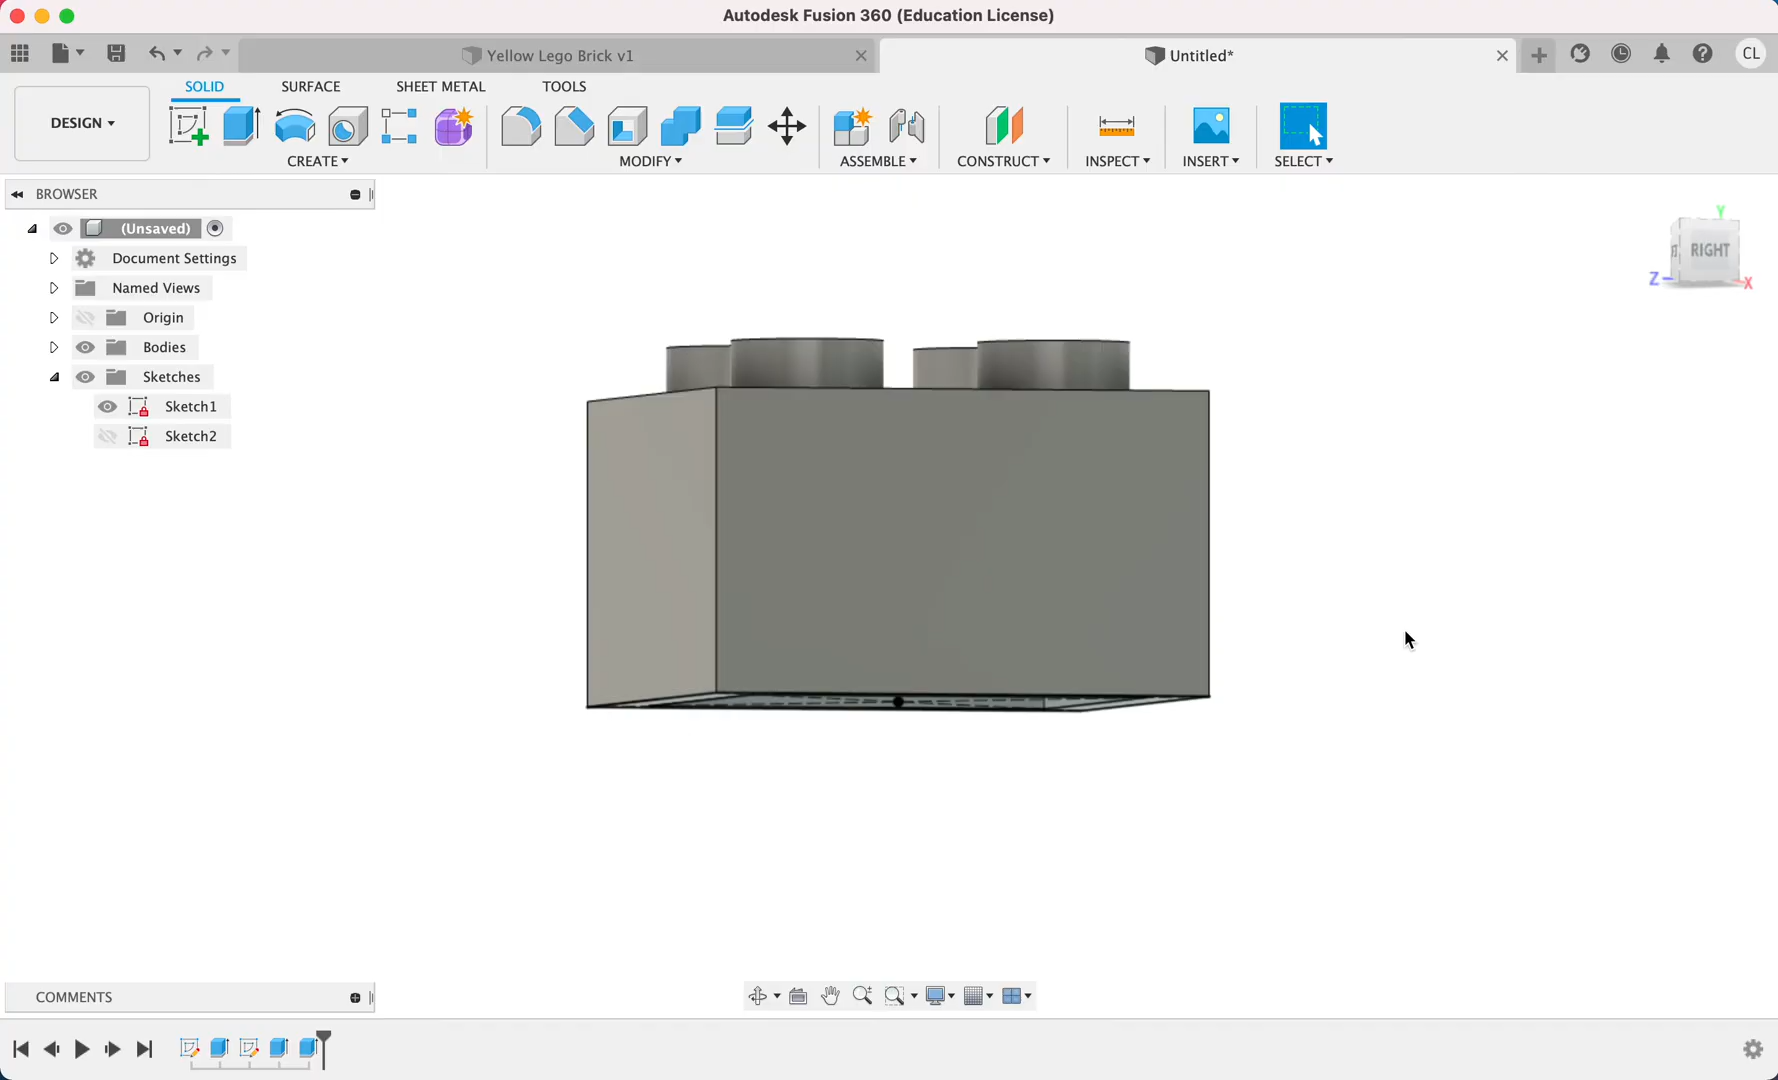 Autodesk Fusion 360 (Education License)
Yellow Lego Brick v1
Untitled*
CL
SOLID
SURFACE
SHEET METAL
TOOLS
DESIGN
CREATE
MODIFY
ASSEMBLE
CONSTRUCT
INSPECT
INSERT
SELECT
BROWSER
(Unsaved)
Document Settings
Named Views
Origin
Bodies
Sketches
Sketch1
Sketch2
Y
RIGHT
Z
X
COMMENTS